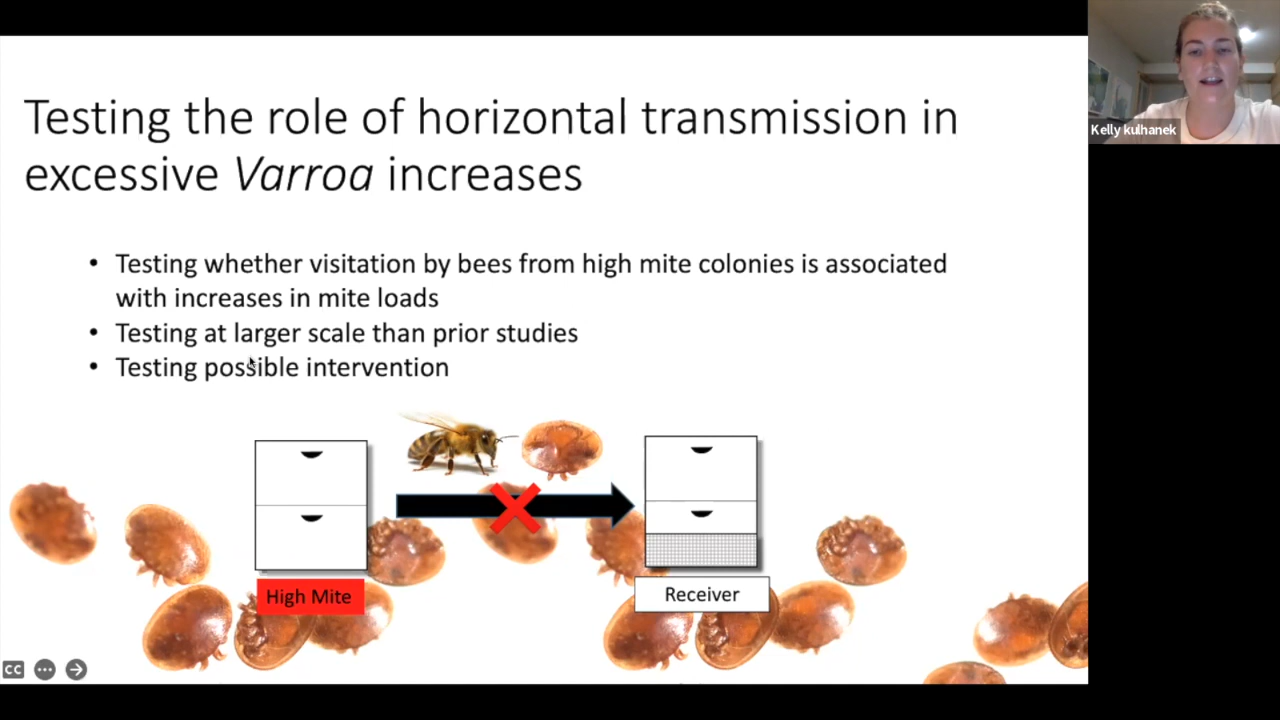 Testing the role of horizontal transmission in
excessive Varroa increases
• Testing whether visitation by bees from high mite colonies is associated
with increases in mite loads
• Testing at larger scale than prior studies
• Testing possible intervention
High Mite
Receiver
CC
Kelly kulhanek